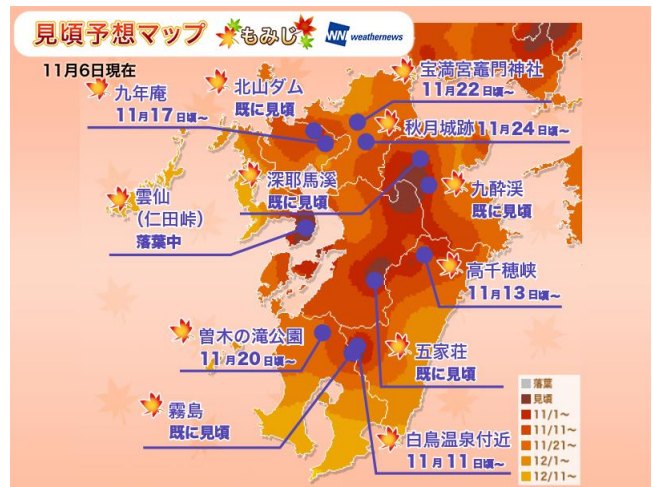 見頃予想マップ もみじ WNI weathernews
11月6日現在
九年庵
11月17日頃~
北山ダム
既に見頃
宝満宮竈門神社
11月22日頃~
秋月城跡11月24日頃~
深耶馬溪
既に見頃
九酔渓
既に見頃
雲仙
(仁田峠)
落葉中
高千穂峡
11月13日頃~
曽木の滝公園
11月20日頃~
五家荘
既に見頃
霧島
既に見頃
白鳥温泉付近
11月11日頃~
落葉
見頃
11/1~
11/11~
11/21~
12/1~
12/11~